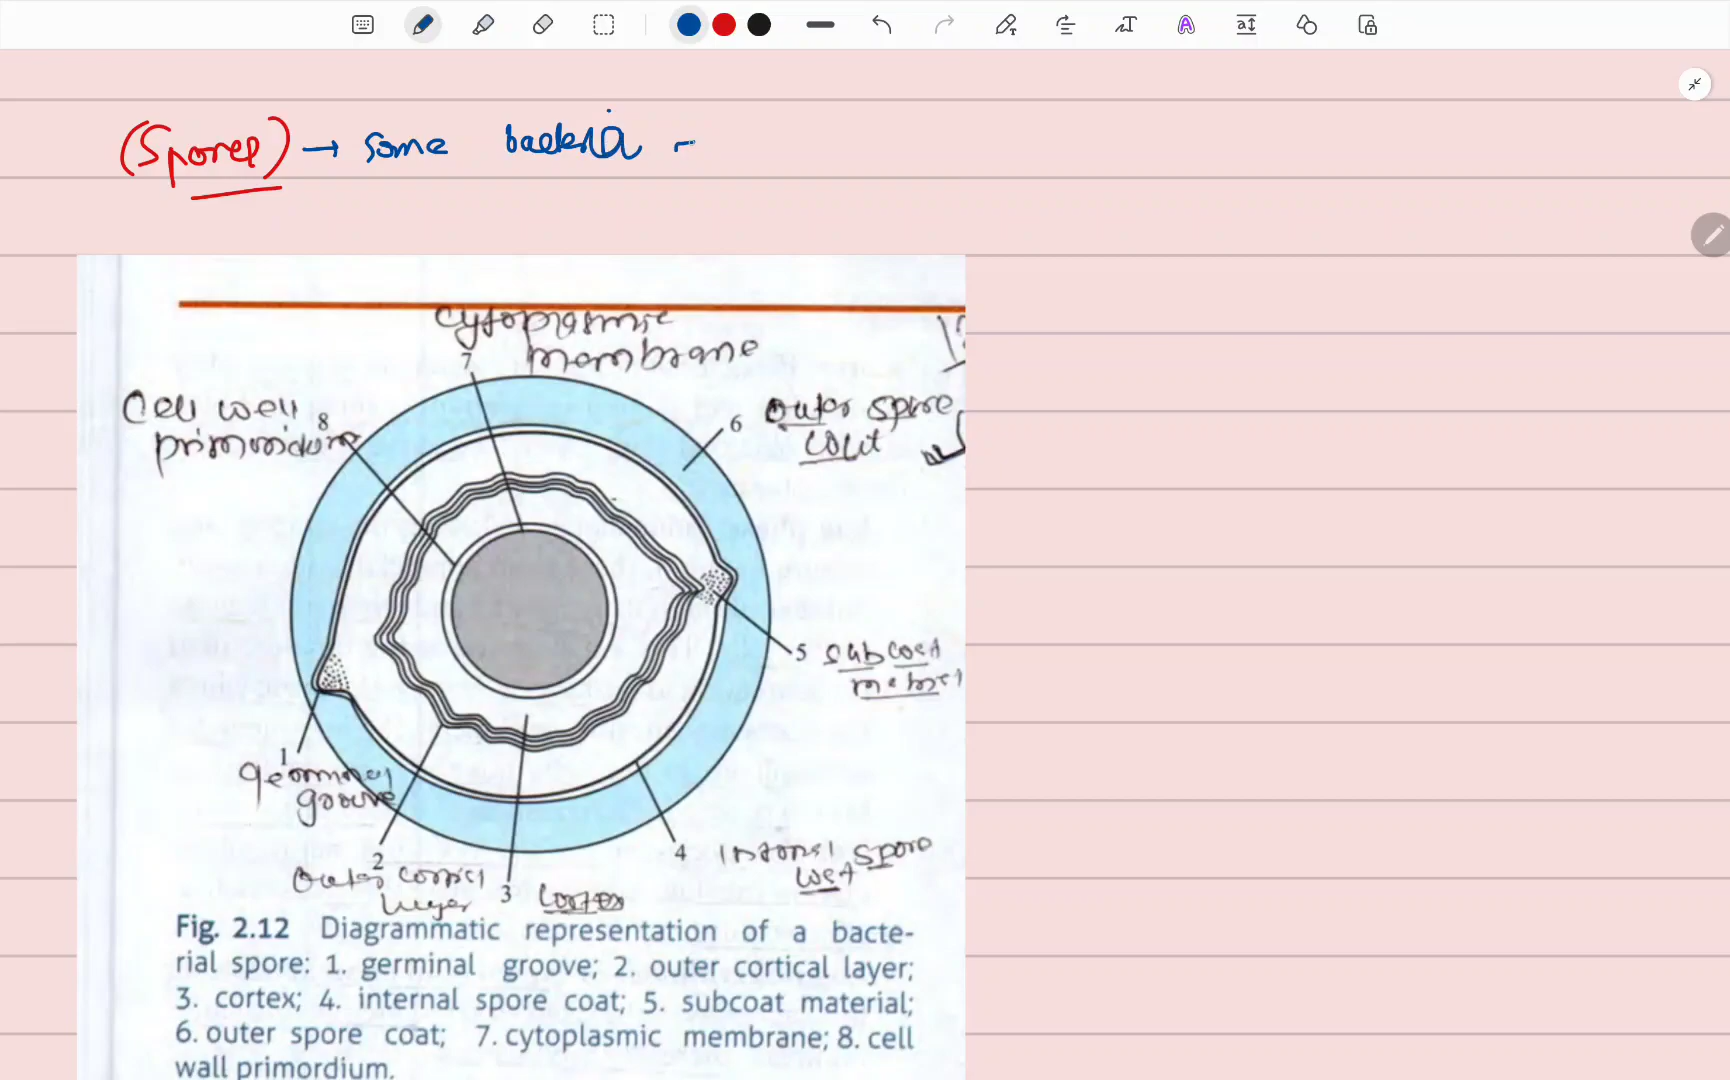 (Spores) → Some bacteria
Cytoplasmic
membrane
7
Cell well
8
primordium
6 outer spore
coat
5 subcoat
1
germinal
groove
2
outer cortical
layer
3 cortex
4 internal spore
coat
Fig. 2.12 Diagrammatic representation of a bacte-
rial spore: 1. germinal groove; 2. outer cortical layer;
3. cortex; 4. internal spore coat; 5. subcoat material;
6. outer spore coat; 7. cytoplasmic membrane; 8. cell
wall primordium.